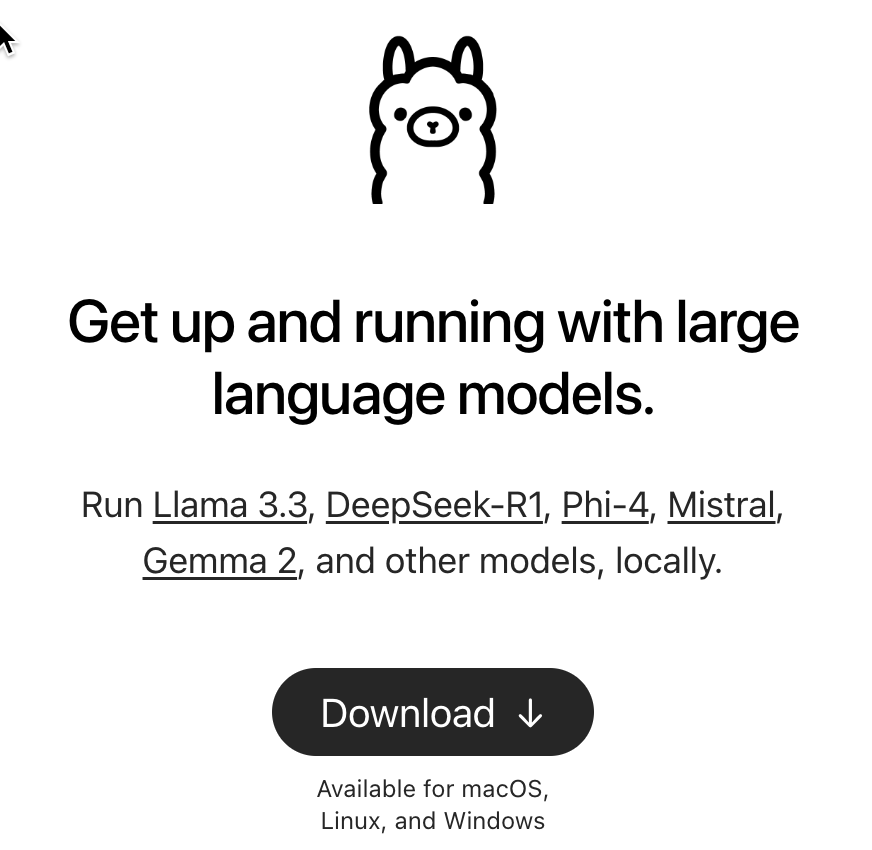 Get up and running with large
language models.
Run Llama 3.3, DeepSeek-R1, Phi-4, Mistral,
Gemma 2, and other models, locally.
Download ↓
Available for macOS,
Linux, and Windows